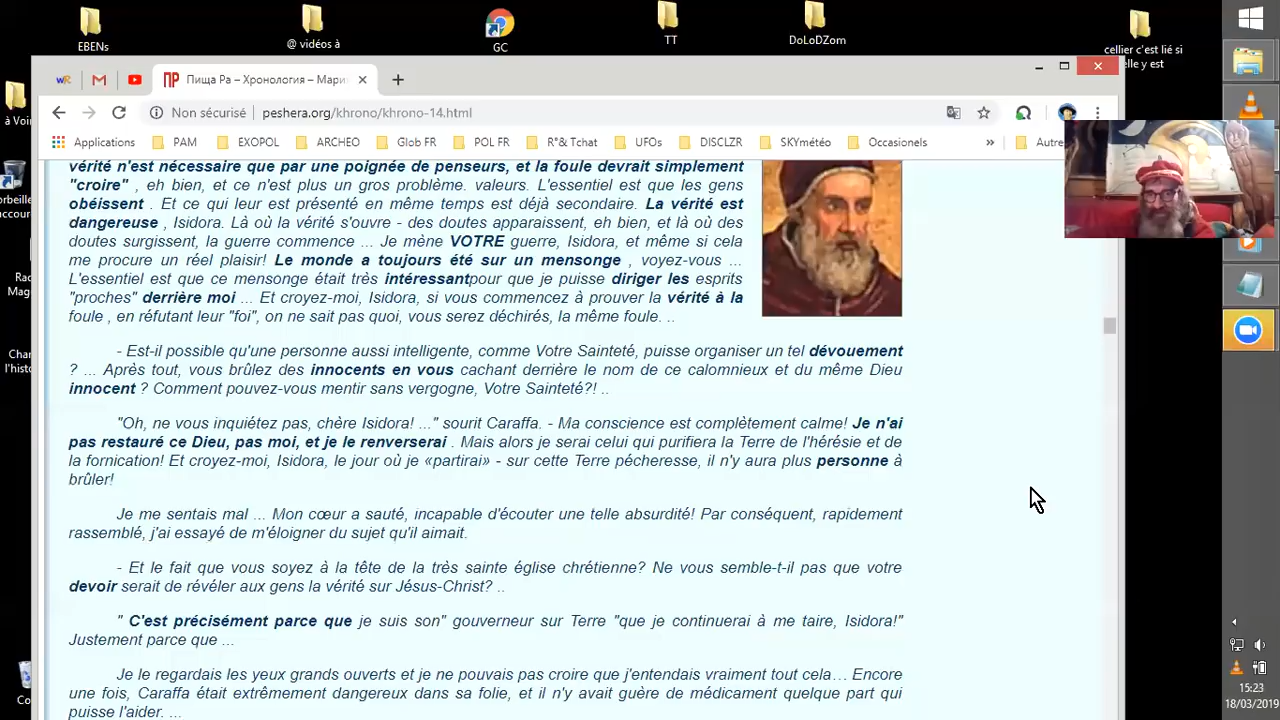 EBENs
@ vidéos à
GC
TT
DoLoDZom
cellier c'est lié si
elle y est
Пища Ра – Хронология – Мари
Non sécurisé
peshera.org/khrono/khrono-14.html
Applications
PAM
EXOPOL
ARCHEO
Glob FR
POL FR
R*& Tchat
UFOs
DISCLZR
SKYmétéo
Occasionels
»
Autre
à Voir
orbeille
accour
Rac
Mag
Char
l'histo
Co
vérité n'est nécessaire que par une poignée de penseurs, et la foule devrait simplement
"croire" , eh bien, et ce n'est plus un gros problème. valeurs. L'essentiel est que les gens
obéissent . Et ce qui leur est présenté en même temps est déjà secondaire. La vérité est
dangereuse , Isidora. Là où la vérité s'ouvre - des doutes apparaissent, eh bien, et là où des
doutes surgissent, la guerre commence ... Je mène VOTRE guerre, Isidora, et même si cela
me procure un réel plaisir! Le monde a toujours été sur un mensonge , voyez-vous ...
L'essentiel est que ce mensonge était très intéressantpour que je puisse diriger les esprits
"proches" derrière moi ... Et croyez-moi, Isidora, si vous commencez à prouver la vérité à la
foule , en réfutant leur "foi", on ne sait pas quoi, vous serez déchirés, la même foule. ..
- Est-il possible qu'une personne aussi intelligente, comme Votre Sainteté, puisse organiser un tel dévouement
? ... Après tout, vous brûlez des innocents en vous cachant derrière le nom de ce calomnieux et du même Dieu
innocent ? Comment pouvez-vous mentir sans vergogne, Votre Sainteté?! ..
"Oh, ne vous inquiétez pas, chère Isidora! ..." sourit Caraffa. - Ma conscience est complètement calme! Je n'ai
pas restauré ce Dieu, pas moi, et je le renverserai . Mais alors je serai celui qui purifiera la Terre de l'hérésie et de
la fornication! Et croyez-moi, Isidora, le jour où je «partirai» - sur cette Terre pécheresse, il n'y aura plus personne à
brûler!
Je me sentais mal ... Mon cœur a sauté, incapable d'écouter une telle absurdité! Par conséquent, rapidement
rassemblé, j'ai essayé de m'éloigner du sujet qu'il aimait.
- Et le fait que vous soyez à la tête de la très sainte église chrétienne? Ne vous semble-t-il pas que votre
devoir serait de révéler aux gens la vérité sur Jésus-Christ? ..
" C'est précisément parce que je suis son" gouverneur sur Terre "que je continuerai à me taire, Isidora!"
Justement parce que ...
Je le regardais les yeux grands ouverts et je ne pouvais pas croire que j'entendais vraiment tout cela... Encore
une fois, Caraffa était extrêmement dangereux dans sa folie, et il n'y avait guère de médicament quelque part qui
puisse l'aider. ...
15:23
18/03/2019